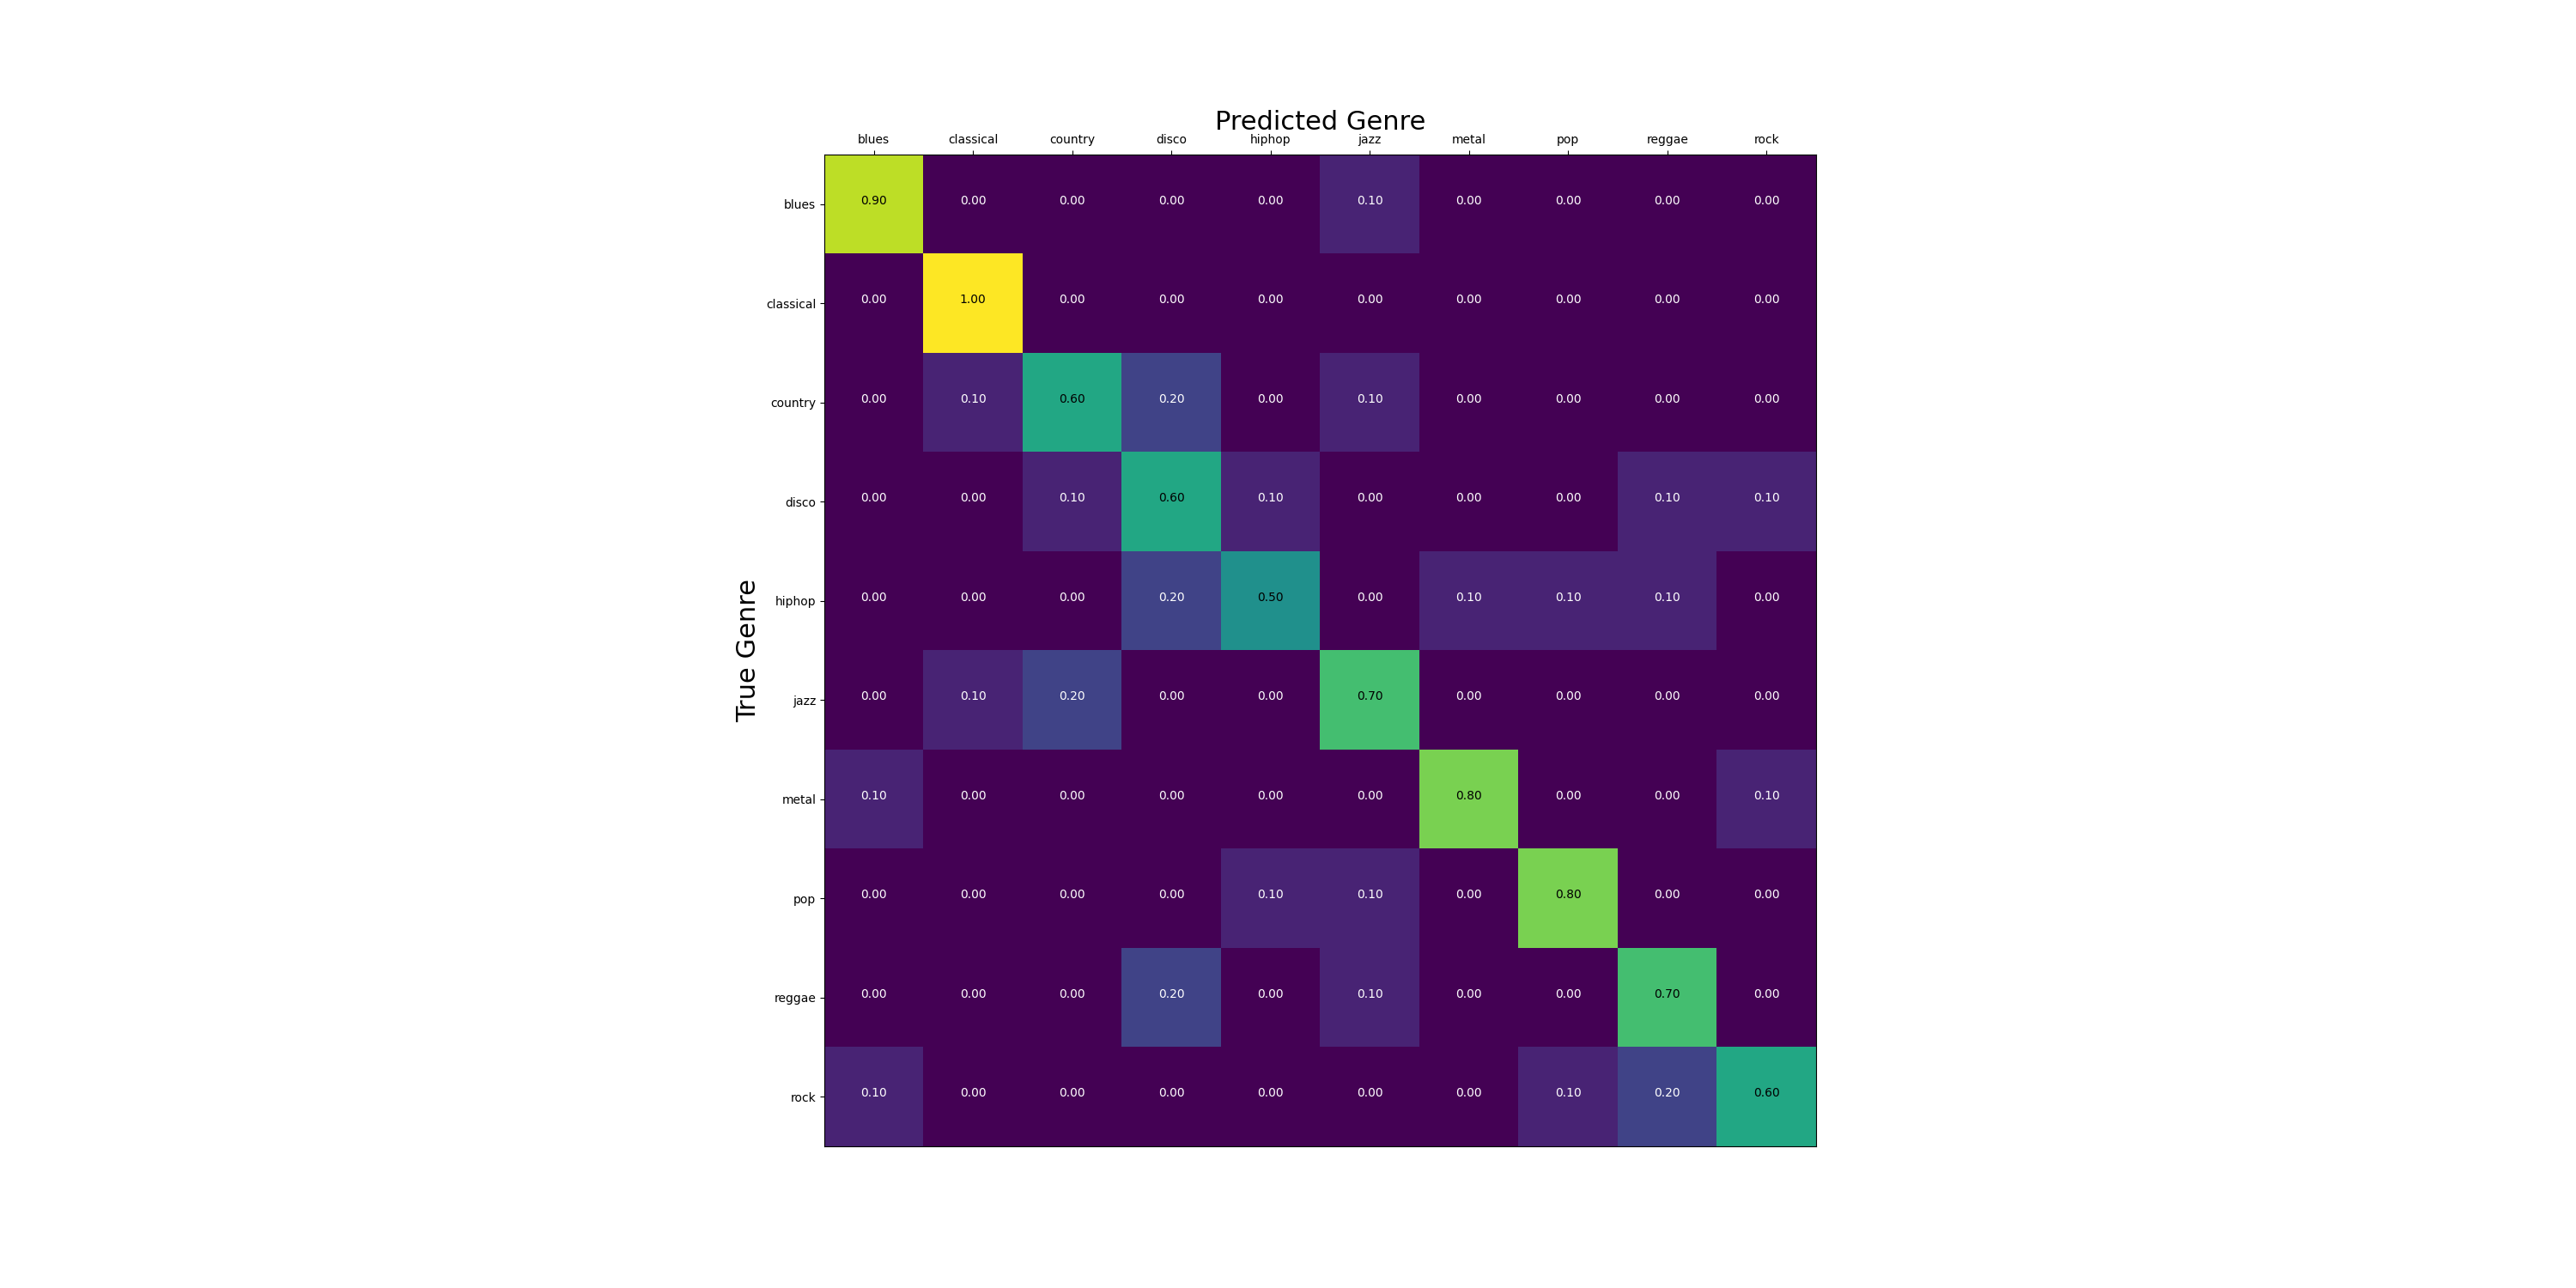 Predicted Genre
blues classical country disco hiphop jazz metal pop reggae rock
blues 0.90 0.00 0.00 0.00 0.00 0.10 0.00 0.00 0.00 0.00
classical 0.00 1.00 0.00 0.00 0.00 0.00 0.00 0.00 0.00 0.00
country 0.00 0.10 0.60 0.20 0.00 0.10 0.00 0.00 0.00 0.00
disco 0.00 0.00 0.10 0.60 0.10 0.00 0.00 0.00 0.10 0.10
hiphop 0.00 0.00 0.00 0.20 0.50 0.00 0.10 0.10 0.10 0.00
True Genre
jazz 0.00 0.10 0.20 0.00 0.00 0.70 0.00 0.00 0.00 0.00
metal 0.10 0.00 0.00 0.00 0.00 0.00 0.80 0.00 0.00 0.10
pop 0.00 0.00 0.00 0.00 0.10 0.10 0.00 0.80 0.00 0.00
reggae 0.00 0.00 0.00 0.20 0.00 0.10 0.00 0.00 0.70 0.00
rock 0.10 0.00 0.00 0.00 0.00 0.00 0.00 0.10 0.20 0.60